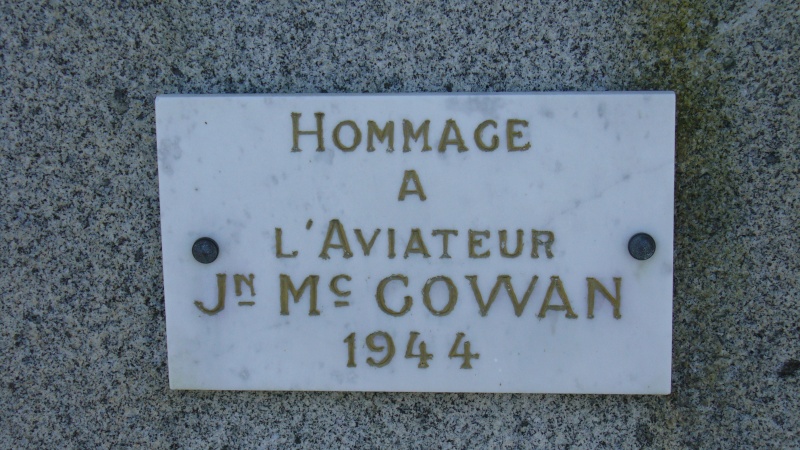 HOMMAGE
A
L'AVIATEUR
JN MC GOWAN
1944